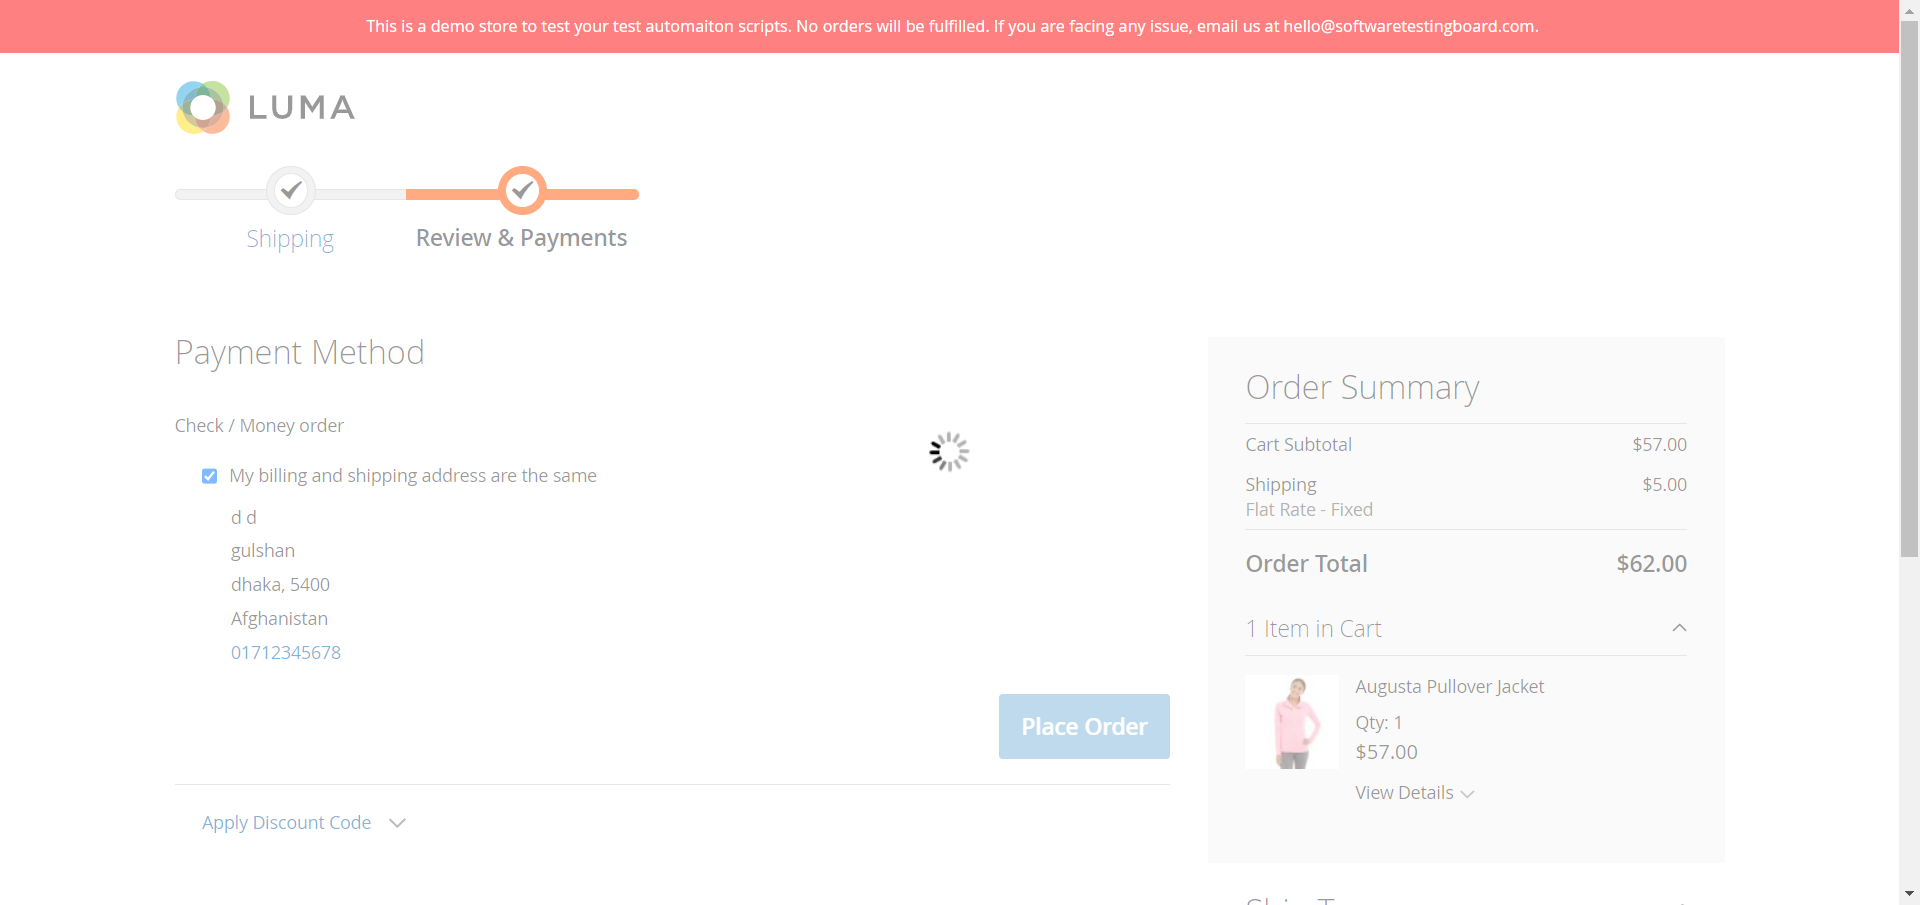 This is a demo store to test your test automaiton scripts. No orders will be fulfilled. If you are facing any issue, email us at hello@softwaretestingboard.com.
LUMA
Shipping
Review & Payments
Payment Method
Check / Money order
My billing and shipping address are the same
d d
gulshan
dhaka, 5400
Afghanistan
01712345678
Place Order
Apply Discount Code
Order Summary
Cart Subtotal $57.00
Shipping $5.00
Flat Rate - Fixed
Order Total $62.00
1 Item in Cart
Augusta Pullover Jacket
Qty: 1
$57.00
View Details